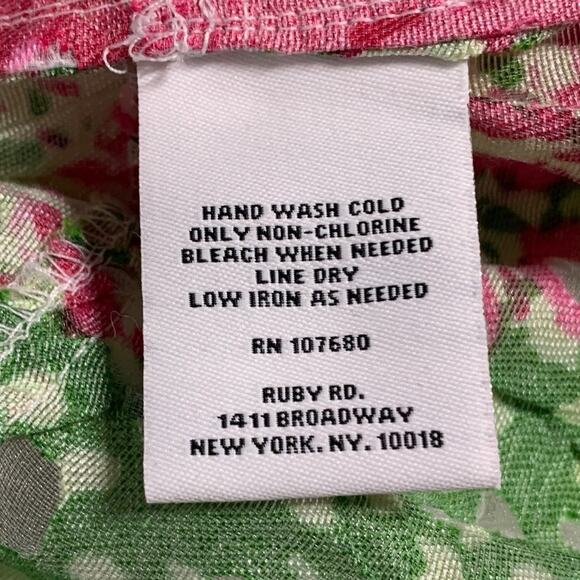 HAND WASH COLD
ONLY NON-CHLORINE
BLEACH WHEN NEEDED
LINE DRY
LOW IRON AS NEEDED
RN 107680
RUBY RD.
1411 BROADWAY
NEW YORK. NY. 10018